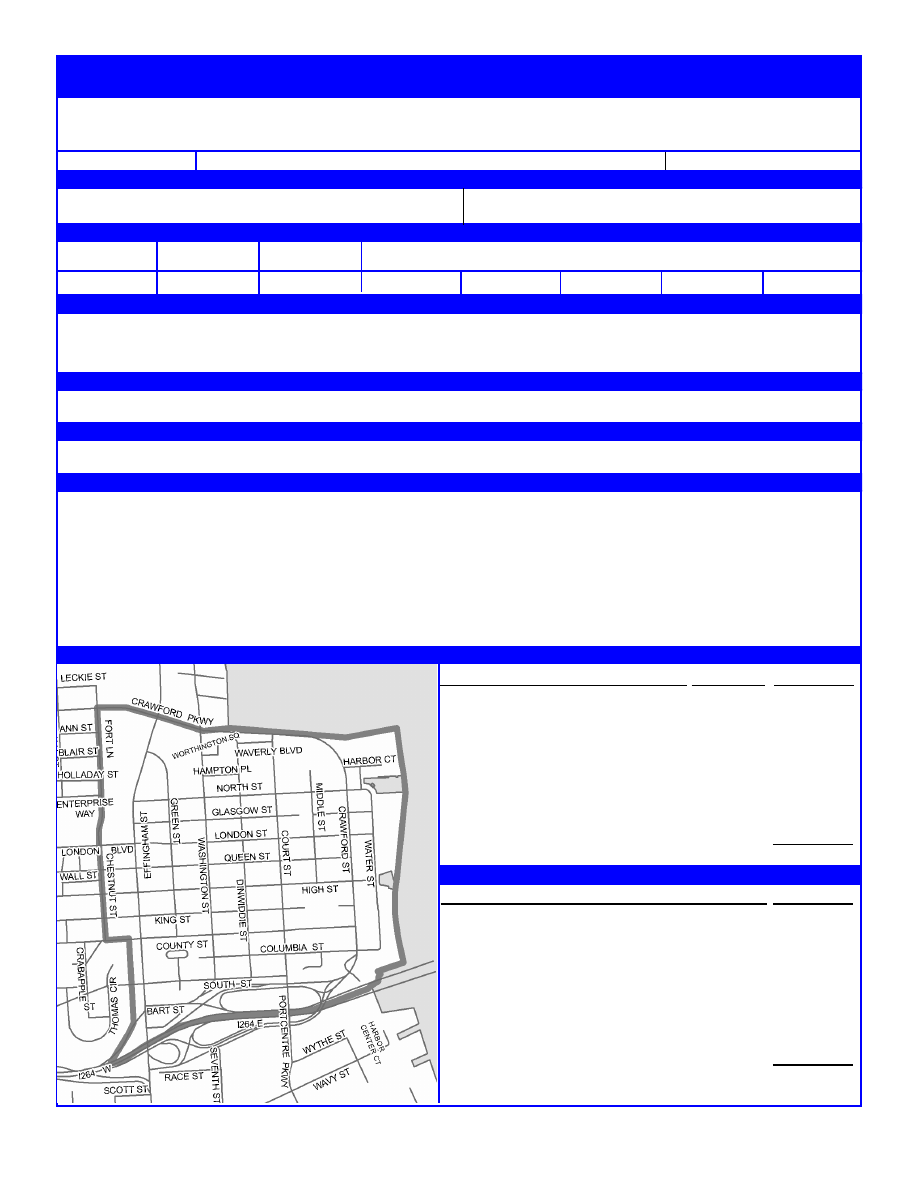 LECKIE ST
CRAWFORD PKWY
ANN ST
FORT LN
WORTHINGTON SQ
WAVERLY BLVD
BLAIR ST
HARBOR CT
HAMPTON PL
HOLLADAY ST
NORTH ST
MIDDLE ST
ENTERPRISE
WAY
GREEN ST
GLASGOW ST
CRAWFORD ST
EFFINGHAM ST
LONDON ST
COURT ST
WASHINGTON ST
WATER ST
LONDON BLVD
QUEEN ST
CHESTNUT ST
WALL ST
DINWIDDIE ST
HIGH ST
KING ST
COUNTY ST
COLUMBIA ST
CRABAPPLE
ST
THOMAS CIR
SOUTH ST
BART ST
PORTCENTRE PKWY
I264 E
HARBOR
CENTER CT
WYTHE ST
SEVENTH ST
I264 W
RACE ST
WAVY ST
SCOTT ST